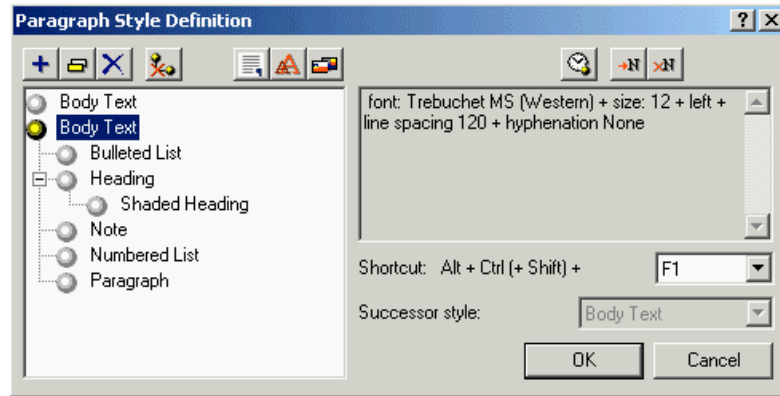 Paragraph Style Definition
Body Text
Body Text
Bulleted List
Heading
Shaded Heading
Note
Numbered List
Paragraph
font: Trebuchet MS (Western) + size: 12 + left +
line spacing 120 + hyphenation None
Shortcut: Alt + Ctrl (+ Shift) + F1
Successor style: Body Text
OK Cancel